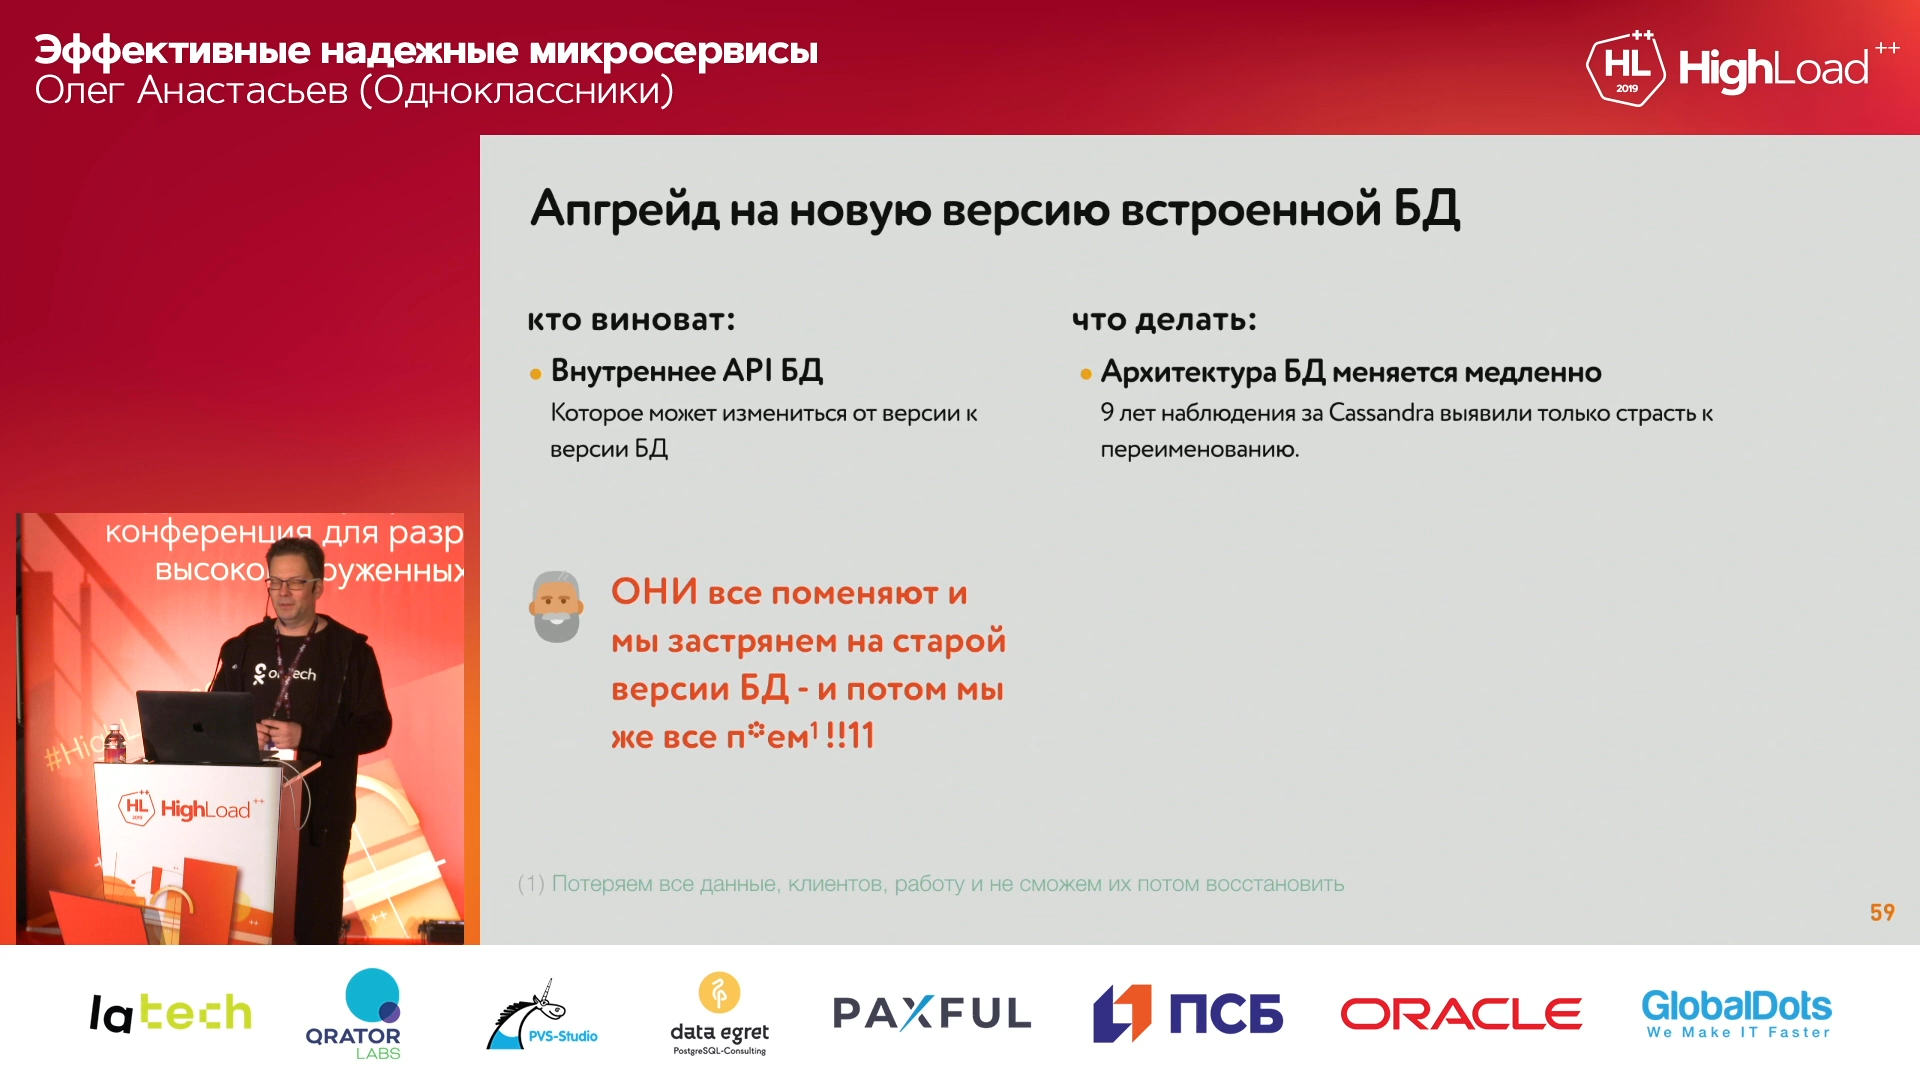 Эффективные надежные микросервисы
Олег Анастасьев (Одноклассники)
HL++
2019
HighLoad++
Апгрейд на новую версию встроенной БД
кто виноват:
Внутреннее API БД
Которое может измениться от версии к
версии БД
что делать:
Архитектура БД меняется медленно
9 лет наблюдения за Cassandra выявили только страсть к
переименованию.
ОНИ все поменяют и
мы застрянем на старой
версии БД - и потом мы
же все п*ем¹ !!11
(1) Потеряем все данные, клиентов, работу и не сможем их потом восстановить
59
конференция для разр
высоко руженных
HL++
2019
HighLoad++
latech
QRATOR
LABS
PVS-Studio
data egret
PostgreSQL-Consulting
PAXFUL
ПСБ
ORACLE
GlobalDots
We Make IT Faster